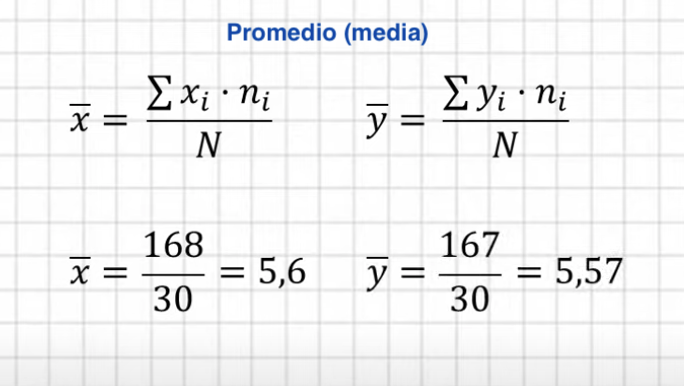 Promedio (media)
x̅ = ∑ xᵢ · nᵢ / N
y̅ = ∑ yᵢ · nᵢ / N
x̅ = 168 / 30 = 5,6
y̅ = 167 / 30 = 5,57